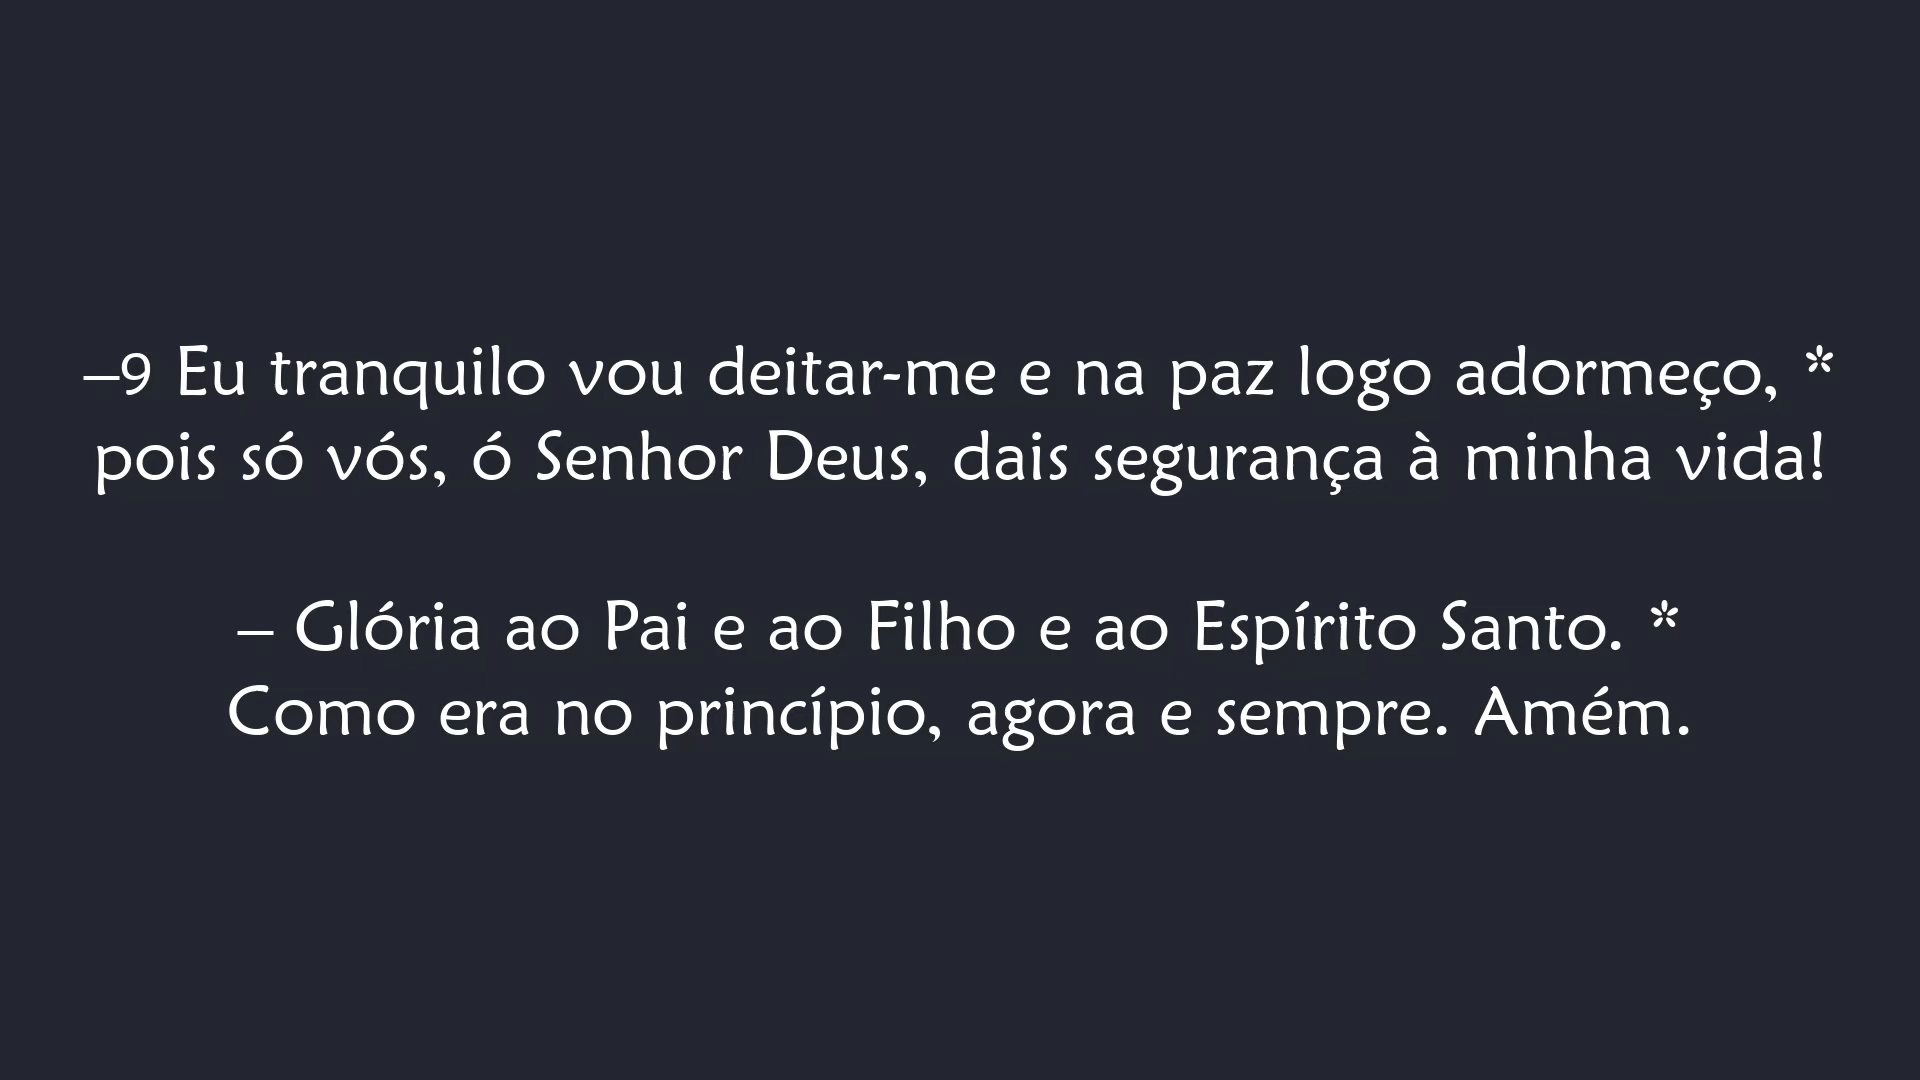 –9 Eu tranquilo vou deitar-me e na paz logo adormeço, *
pois só vós, ó Senhor Deus, dais segurança à minha vida!
– Glória ao Pai e ao Filho e ao Espírito Santo. *
Como era no princípio, agora e sempre. Amém.